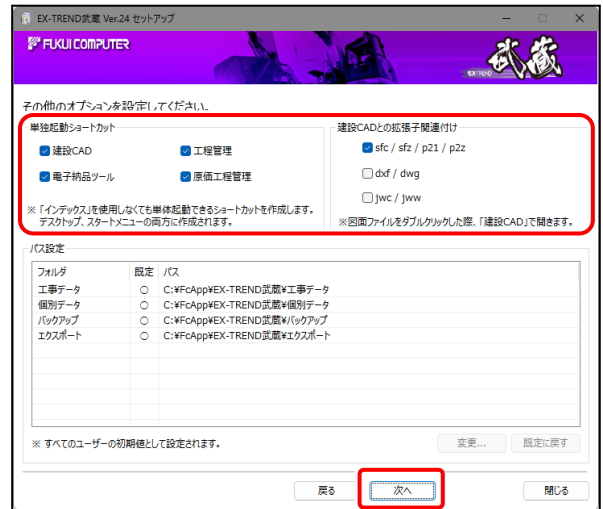 EX-TREND武蔵 Ver.24 セットアップ
FUKUI COMPUTER
EX-TREND 武蔵
その他のオプションを設定してください。
単独起動ショートカット
建設CAD
工程管理
電子納品ツール
原価工程管理
※「インデックス」を使用しなくても単体起動できるショートカットを作成します。
デスクトップ、スタートメニューの両方に作成されます。
建設CADとの拡張子関連付け
sfc / sfz / p21 / p2z
dxf / dwg
jwc / jww
※図面ファイルをダブルクリックした際、「建設CAD」で開きます。
パス設定
フォルダ 既定 パス
工事データ ○ C:¥FcApp¥EX-TREND武蔵¥工事データ
個別データ ○ C:¥FcApp¥EX-TREND武蔵¥個別データ
バックアップ ○ C:¥FcApp¥EX-TREND武蔵¥バックアップ
エクスポート ○ C:¥FcApp¥EX-TREND武蔵¥エクスポート
※ すべてのユーザーの初期値として設定されます。
変更... 既定に戻す
戻る 次へ 閉じる